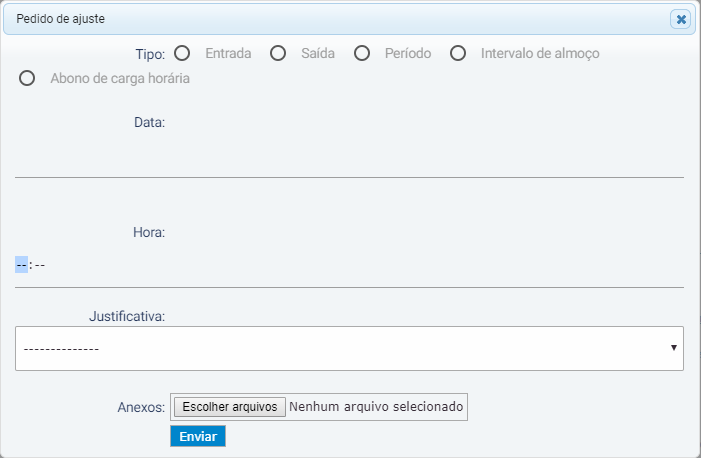 Pedido de ajuste
Tipo: Entrada Saída Período Intervalo de almoço
Abono de carga horária
Data:
Hora:
--:--
Justificativa:
--------------
Anexos: Escolher arquivos Nenhum arquivo selecionado
Enviar